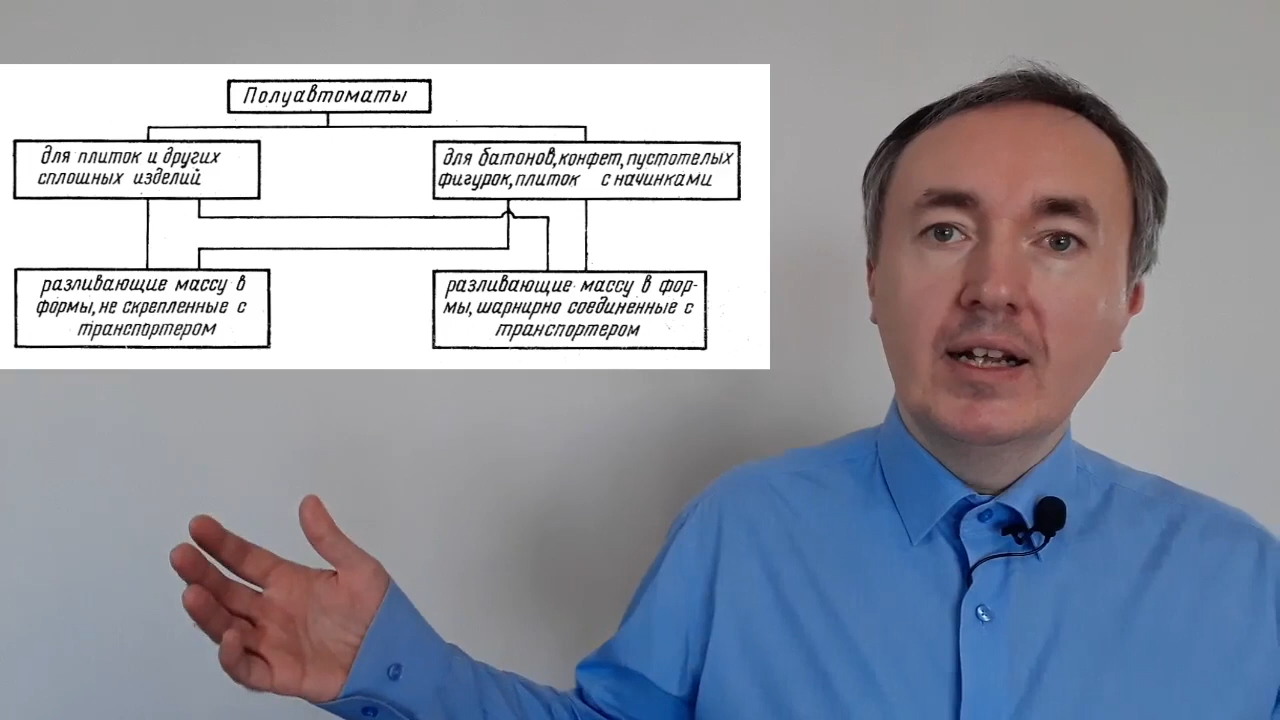 Полуавтоматы
для плиток и других
сплошных изделий
для батонов, конфет, пустотелых
фигурок, плиток с начинками
разливающие массу в
формы, не скрепленные с
транспортером
разливающие массу в фор-
мы, шарнирно соединенные с
транспортером